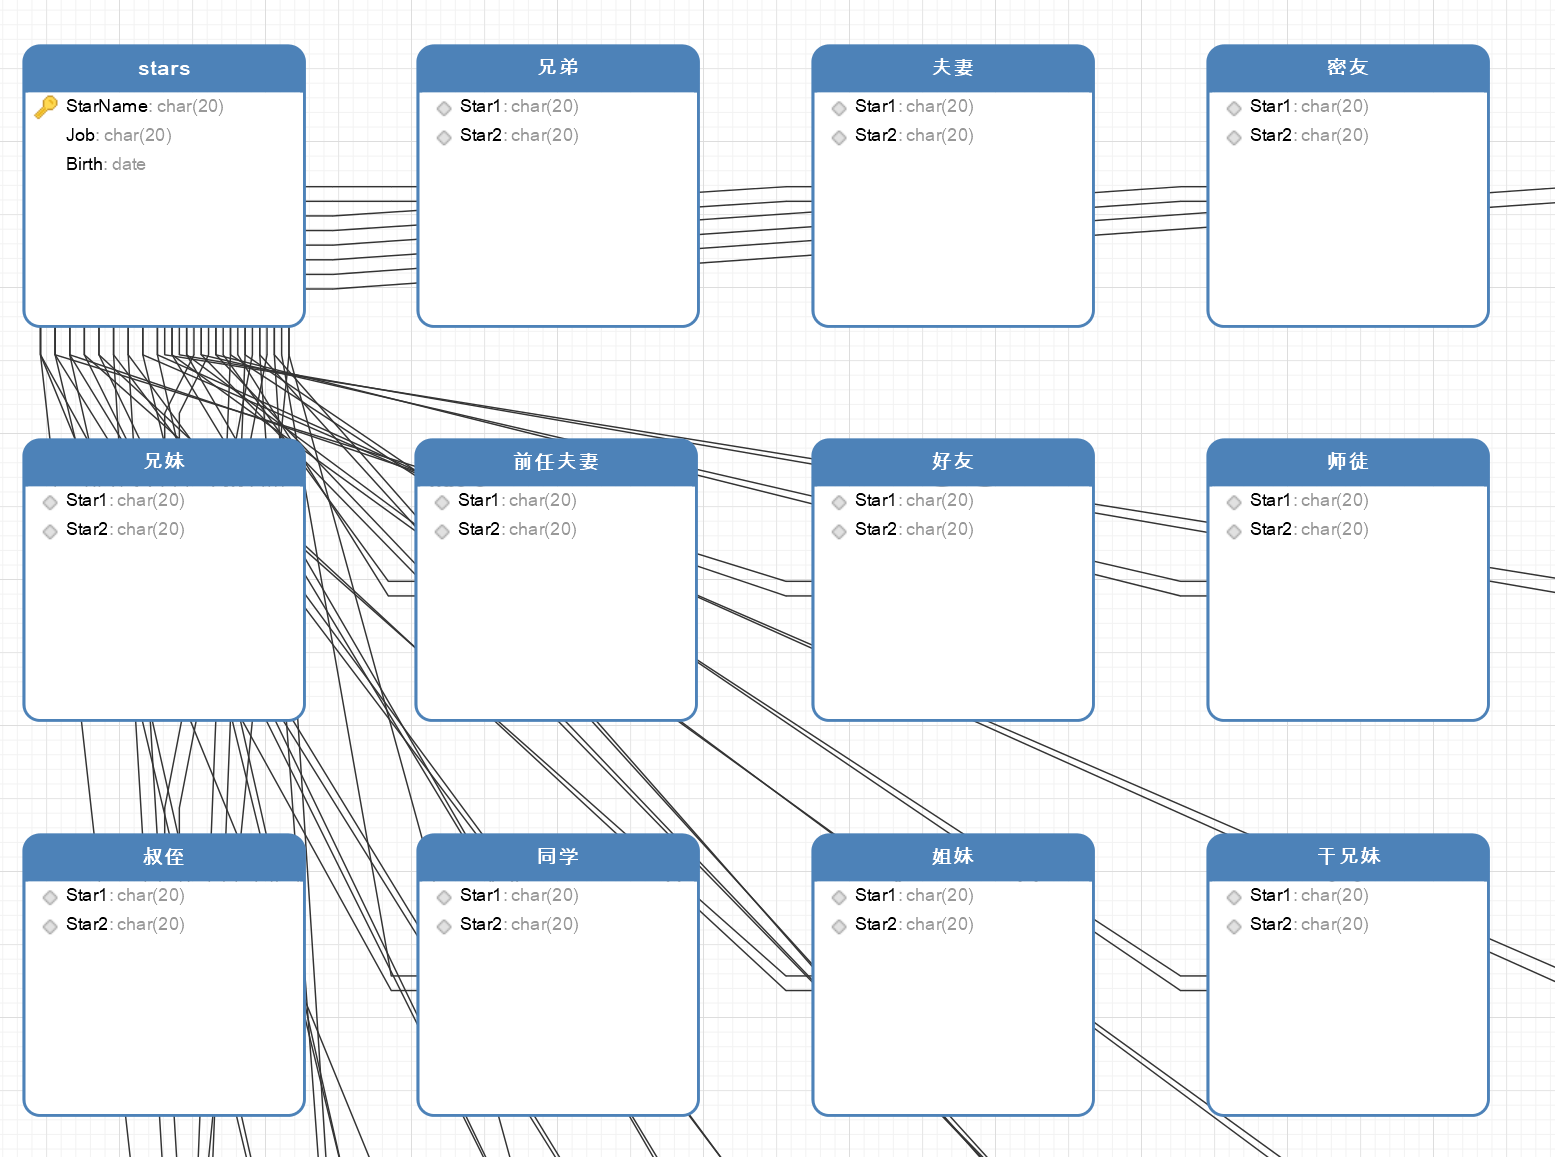 stars
StarName: char(20)
Job: char(20)
Birth: date
兄弟
Star1: char(20)
Star2: char(20)
夫妻
Star1: char(20)
Star2: char(20)
密友
Star1: char(20)
Star2: char(20)
兄妹
Star1: char(20)
Star2: char(20)
前任夫妻
Star1: char(20)
Star2: char(20)
好友
Star1: char(20)
Star2: char(20)
师徒
Star1: char(20)
Star2: char(20)
叔侄
Star1: char(20)
Star2: char(20)
同学
Star1: char(20)
Star2: char(20)
姐妹
Star1: char(20)
Star2: char(20)
干兄妹
Star1: char(20)
Star2: char(20)